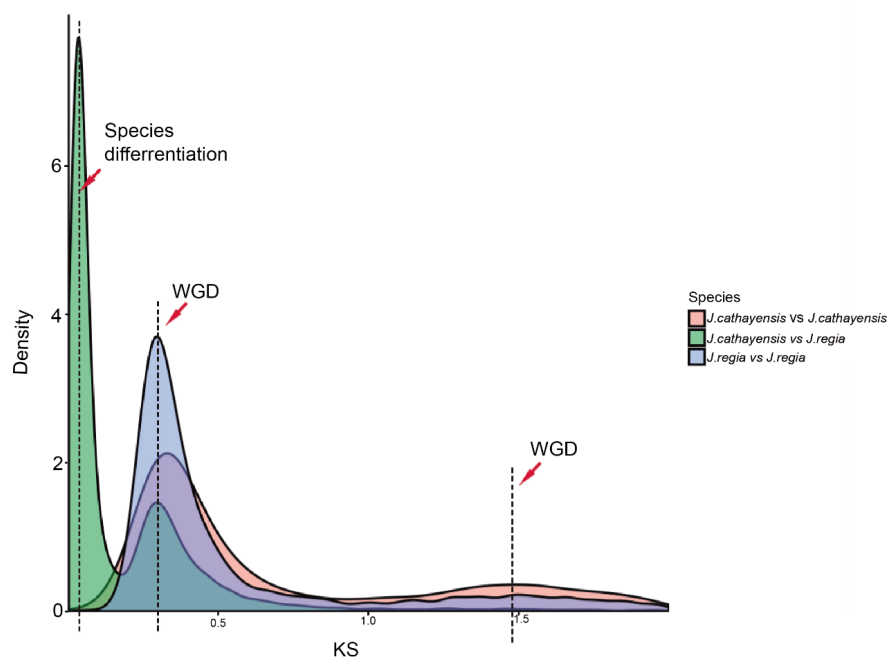 Species
differrentiation
6
WGD
4
Density
Species
J.cathayensis vs J.cathayensis
J.cathayensis vs J.regia
J.regia vs J.regia
2
WGD
0
0.5
1.0
1.5
KS